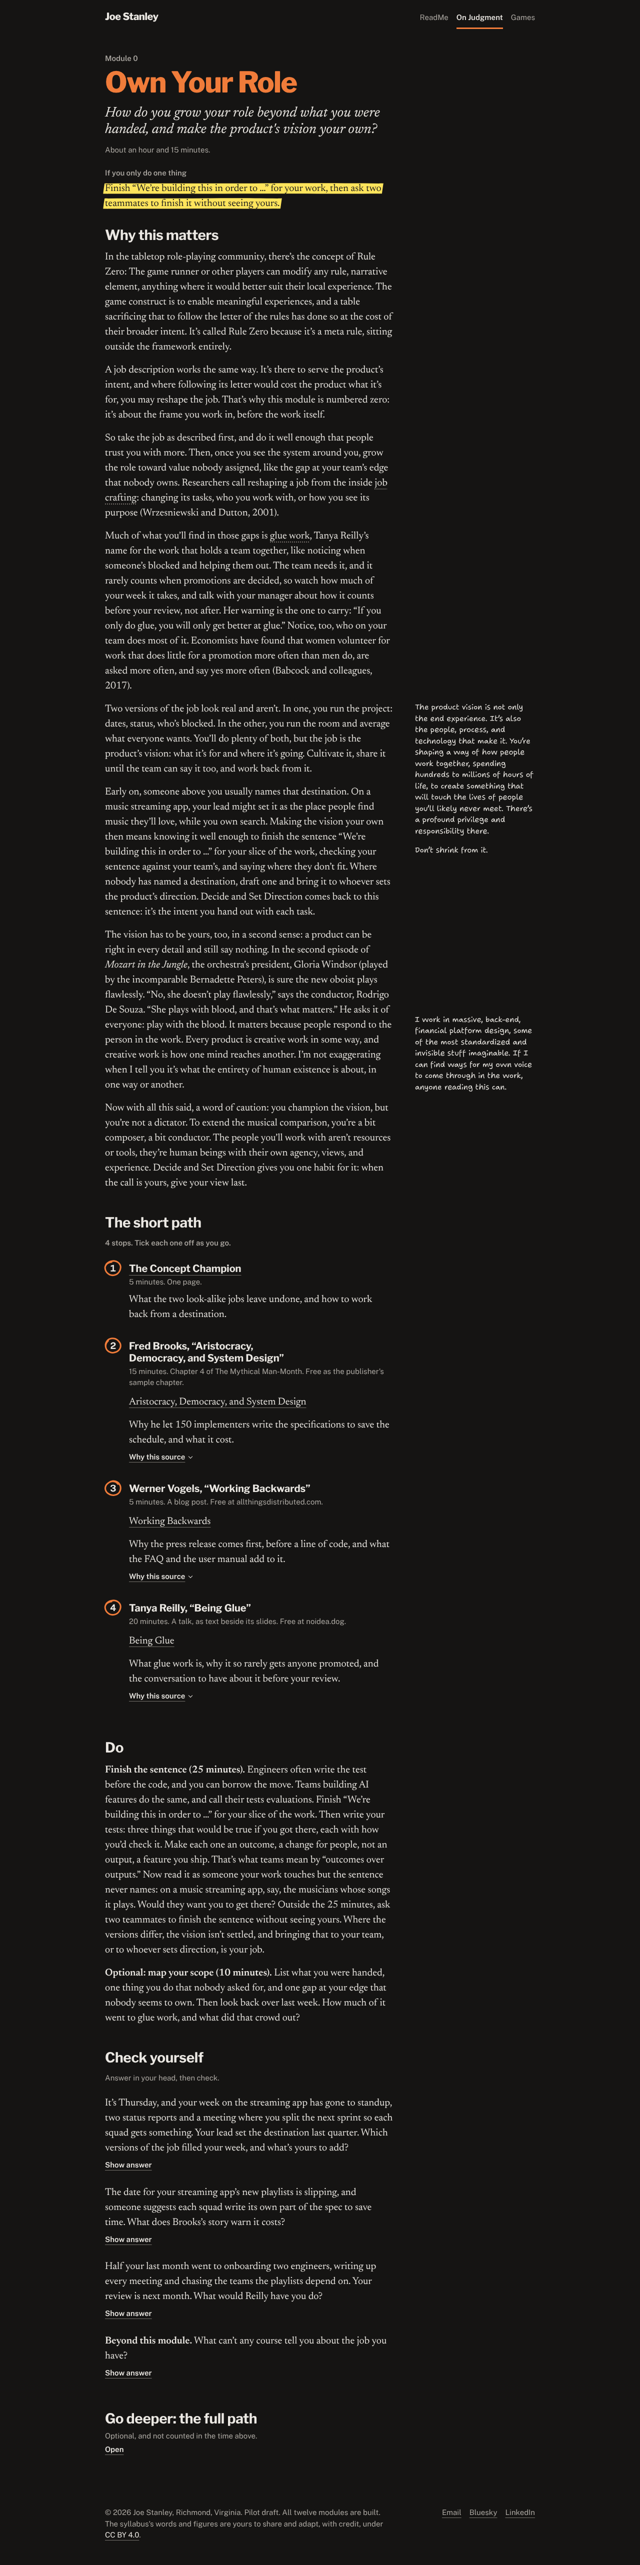 Joe Stanley
ReadMe On Judgment Games
Module 0
Own Your Role
How do you grow your role beyond what you were
handed, and make the product's vision your own?
About an hour and 15 minutes.
If you only do one thing
Finish “We’re building this in order to …” for your work, then ask two
teammates to finish it without seeing yours.
Why this matters
In the tabletop role-playing community, there’s the concept of Rule
Zero: The game runner or other players can modify any rule, narrative
element, anything where it would better suit their local experience. The
game construct is to enable meaningful experiences, and a table
sacrificing that to follow the letter of the rules has done so at the cost of
their broader intent. It’s called Rule Zero because it’s a meta rule, sitting
outside the framework entirely.
A job description works the same way. It’s there to serve the product’s
intent, and where following its letter would cost the product what it’s
for, you may reshape the job. That’s why this module is numbered zero:
it’s about the frame you work in, before the work itself.
So take the job as described first, and do it well enough that people
trust you with more. Then, once you see the system around you, grow
the role toward value nobody assigned, like the gap at your team’s edge
that nobody owns. Researchers call reshaping a job from the inside job
crafting: changing its tasks, who you work with, or how you see its
purpose (Wrzesniewski and Dutton, 2001).
Much of what you’ll find in those gaps is glue work, Tanya Reilly’s
name for the work that holds a team together, like noticing when
someone’s blocked and helping them out. The team needs it, and it
rarely counts when promotions are decided, so watch how much of
your week it takes, and talk with your manager about how it counts
before your review, not after. Her warning is the one to carry: “If you
only do glue, you will only get better at glue.” Notice, too, who on your
team does most of it. Economists have found that women volunteer for
work that does little for a promotion more often than men do, are
asked more often, and say yes more often (Babcock and colleagues,
2017).
Two versions of the job look real and aren’t. In one, you run the project:
dates, status, who’s blocked. In the other, you run the room and average
what everyone wants. You’ll do plenty of both, but the job is the
product’s vision: what it’s for and where it’s going. Cultivate it, share it
until the team can say it too, and work back from it.
The product vision is not only
the end experience. It’s also
the people, process, and
technology that make it. You’re
shaping a way of how people
work together, spending
hundreds to millions of hours of
life, to create something that
will touch the lives of people
you’ll likely never meet. There’s
a profound privilege and
responsibility there.
Don’t shrink from it.
Early on, someone above you usually names that destination. On a
music streaming app, your lead might set it as the place people find
music they’ll love, while you own search. Making the vision your own
then means knowing it well enough to finish the sentence “We’re
building this in order to …” for your slice of the work, checking your
sentence against your team’s, and saying where they don’t fit. Where
nobody has named a destination, draft one and bring it to whoever sets
the product’s direction. Decide and Set Direction comes back to this
sentence: it’s the intent you hand out with each task.
The vision has to be yours, too, in a second sense: a product can be
right in every detail and still say nothing. In the second episode of
Mozart in the Jungle, the orchestra’s president, Gloria Windsor (played
by the incomparable Bernadette Peters), is sure the new oboist plays
flawlessly. “No, she doesn’t play flawlessly,” says the conductor, Rodrigo
De Souza. “She plays with blood, and that’s what matters.” He asks it of
everyone: play with the blood. It matters because people respond to the
person in the work. Every product is creative work in some way, and
creative work is how one mind reaches another. I’m not exaggerating
when I tell you it’s what the entirety of human existence is about, in
one way or another.
I work in massive, back-end,
financial platform design, some
of the most standardized and
invisible stuff imaginable. If I
can find ways for my own voice
to come through in the work,
anyone reading this can.
Now with all this said, a word of caution: you champion the vision, but
you’re not a dictator. To extend the musical comparison, you’re a bit
composer, a bit conductor. The people you’ll work with aren’t resources
or tools, they’re human beings with their own agency, views, and
experience. Decide and Set Direction gives you one habit for it: when
the call is yours, give your view last.
The short path
4 stops. Tick each one off as you go.
1
The Concept Champion
5 minutes. One page.
What the two look-alike jobs leave undone, and how to work
back from a destination.
2
Fred Brooks, “Aristocracy,
Democracy, and System Design”
15 minutes. Chapter 4 of The Mythical Man-Month. Free as the publisher’s
sample chapter.
Aristocracy, Democracy, and System Design
Why he let 150 implementers write the specifications to save the
schedule, and what it cost.
Why this source
3
Werner Vogels, “Working Backwards”
5 minutes. A blog post. Free at allthingsdistributed.com.
Working Backwards
Why the press release comes first, before a line of code, and what
the FAQ and the user manual add to it.
Why this source
4
Tanya Reilly, “Being Glue”
20 minutes. A talk, as text beside its slides. Free at noidea.dog.
Being Glue
What glue work is, why it so rarely gets anyone promoted, and
the conversation to have about it before your review.
Why this source
Do
Finish the sentence (25 minutes). Engineers often write the test
before the code, and you can borrow the move. Teams building AI
features do the same, and call their tests evaluations. Finish “We’re
building this in order to …” for your slice of the work. Then write your
tests: three things that would be true if you got there, each with how
you’d check it. Make each one an outcome, a change for people, not an
output, a feature you ship. That’s what teams mean by “outcomes over
outputs.” Now read it as someone your work touches but the sentence
never names: on a music streaming app, say, the musicians whose songs
it plays. Would they want you to get there? Outside the 25 minutes, ask
two teammates to finish the sentence without seeing yours. Where the
versions differ, the vision isn’t settled, and bringing that to your team,
or to whoever sets direction, is your job.
Optional: map your scope (10 minutes). List what you were handed,
one thing you do that nobody asked for, and one gap at your edge that
nobody seems to own. Then look back over last week. How much of it
went to glue work, and what did that crowd out?
Check yourself
Answer in your head, then check.
It’s Thursday, and your week on the streaming app has gone to standup,
two status reports and a meeting where you split the next sprint so each
squad gets something. Your lead set the destination last quarter. Which
versions of the job filled your week, and what’s yours to add?
Show answer
The date for your streaming app’s new playlists is slipping, and
someone suggests each squad write its own part of the spec to save
time. What does Brooks’s story warn it costs?
Show answer
Half your last month went to onboarding two engineers, writing up
every meeting and chasing the teams the playlists depend on. Your
review is next month. What would Reilly have you do?
Show answer
Beyond this module. What can’t any course tell you about the job you
have?
Show answer
Go deeper: the full path
Optional, and not counted in the time above.
Open
© 2026 Joe Stanley, Richmond, Virginia. Pilot draft. All twelve modules are built.
The syllabus’s words and figures are yours to share and adapt, with credit, under
CC BY 4.0.
Email Bluesky LinkedIn